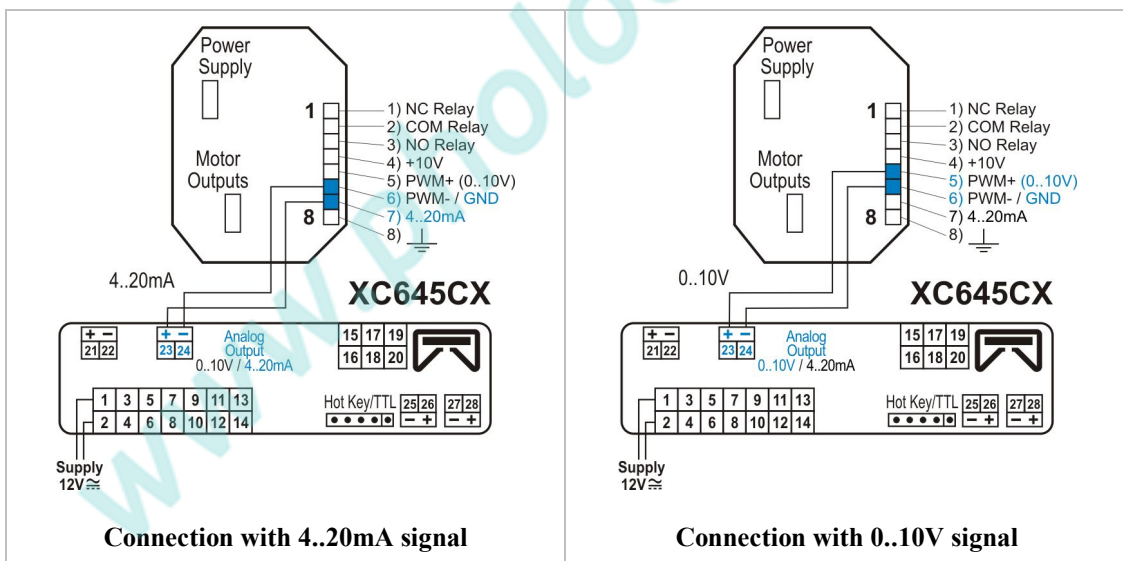 Power
Supply
1
1) NC Relay
2) COM Relay
3) NO Relay
4) +10V
Motor
Outputs
5) PWM+ (0..10V)
6) PWM- / GND
8
7) 4..20mA
8)
4..20mA
XC645CX
+ -
21 22
+ -
23 24
Analog
Output
0..10V / 4..20mA
15 17 19
16 18 20
1 3 5 7 9 11 13
2 4 6 8 10 12 14
Hot Key/TTL
25 26
- +
27 28
- +
Supply
12V
Connection with 4..20mA signal
Power
Supply
1
1) NC Relay
2) COM Relay
3) NO Relay
4) +10V
Motor
Outputs
5) PWM+ (0..10V)
6) PWM- / GND
8
7) 4..20mA
8)
0..10V
XC645CX
+ -
21 22
+ -
23 24
Analog
Output
0..10V / 4..20mA
15 17 19
16 18 20
1 3 5 7 9 11 13
2 4 6 8 10 12 14
Hot Key/TTL
25 26
- +
27 28
- +
Supply
12V
Connection with 0..10V signal
www.pholo